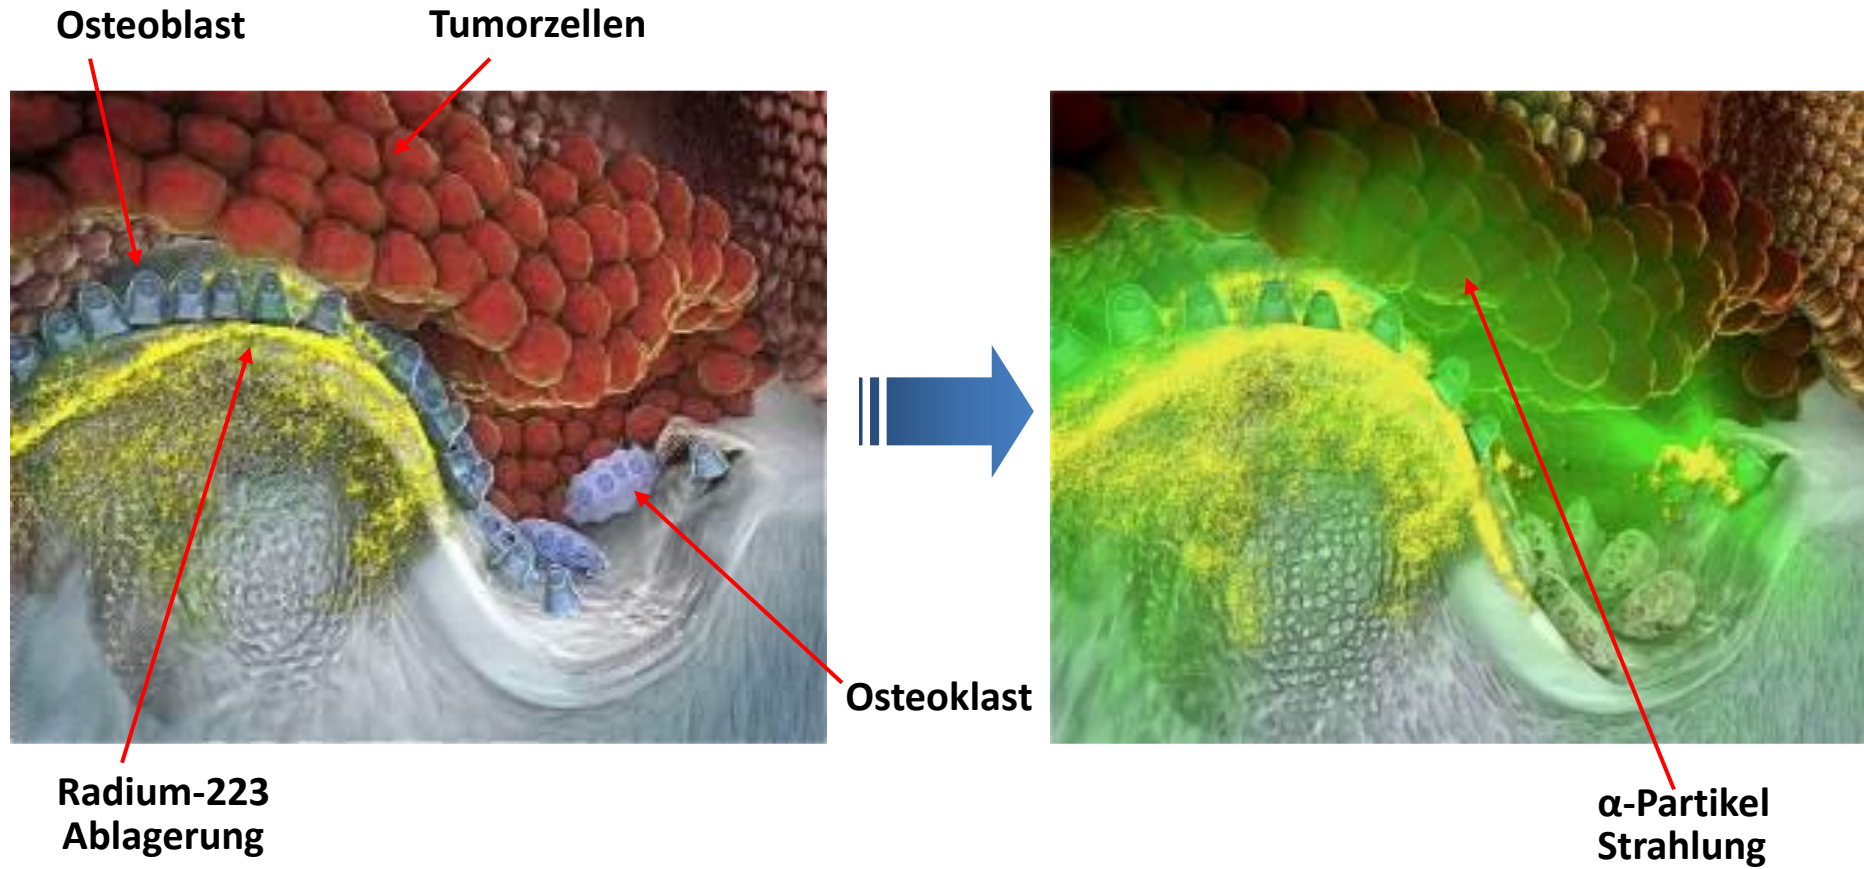 Osteoblast
Tumorzellen
Osteoklast
Radium-223
Ablagerung
α-Partikel
Strahlung